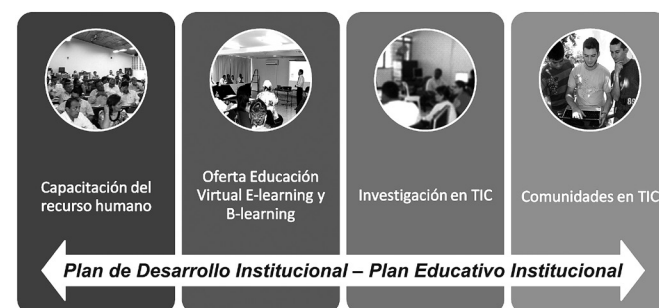 Capacitación del
recurso humano
Oferta Educación
Virtual E-learning y
B-learning
Investigación en TIC
Comunidades en TIC
Plan de Desarrollo Institucional – Plan Educativo Institucional